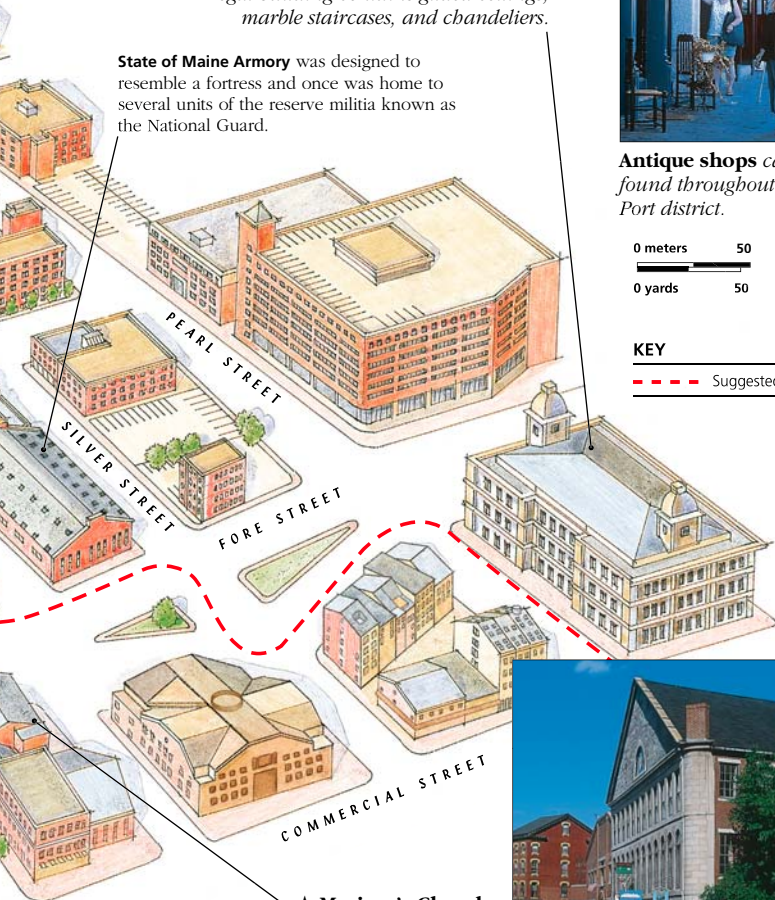 marble staircases, and chandeliers.
State of Maine Armory was designed to
resemble a fortress and once was home to
several units of the reserve militia known as
the National Guard.
Antique shops
found throughout
Port district.
0 meters 50
0 yards 50
KEY
Suggested
PEARL STREET
SILVER STREET
FORE STREET
COMMERCIAL STREET